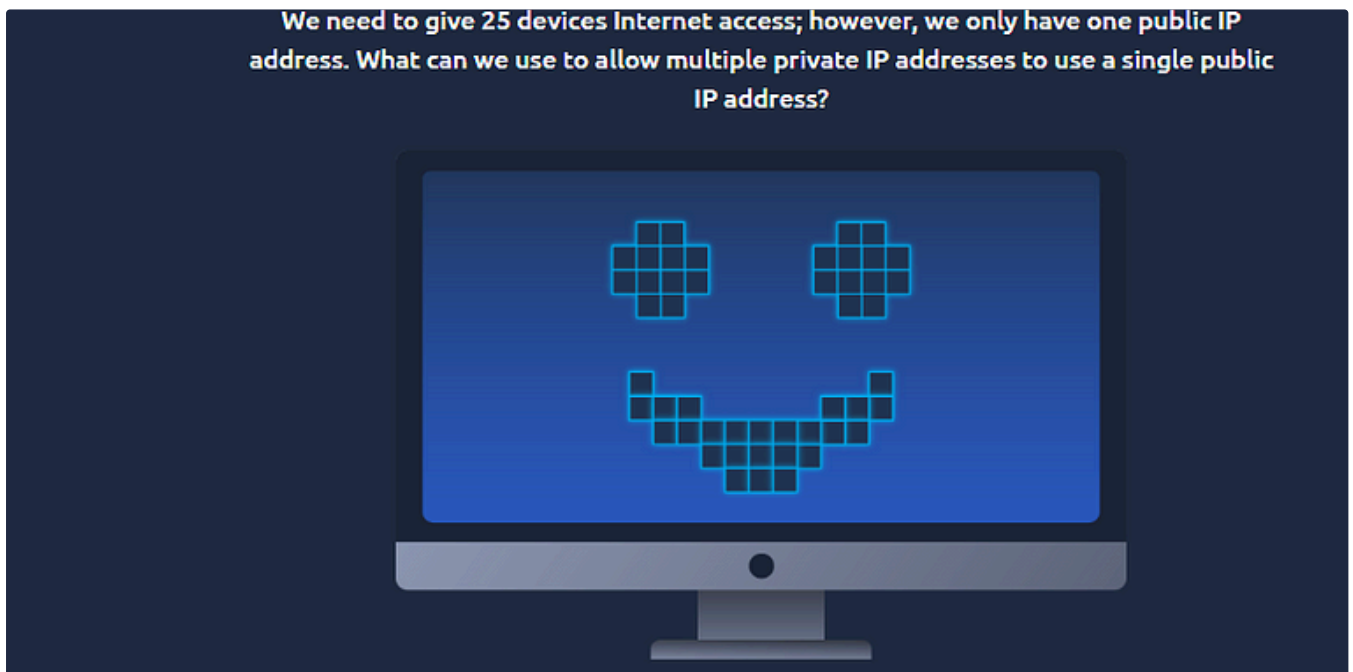 We need to give 25 devices Internet access; however, we only have one public IP
address. What can we use to allow multiple private IP addresses to use a single public
IP address?